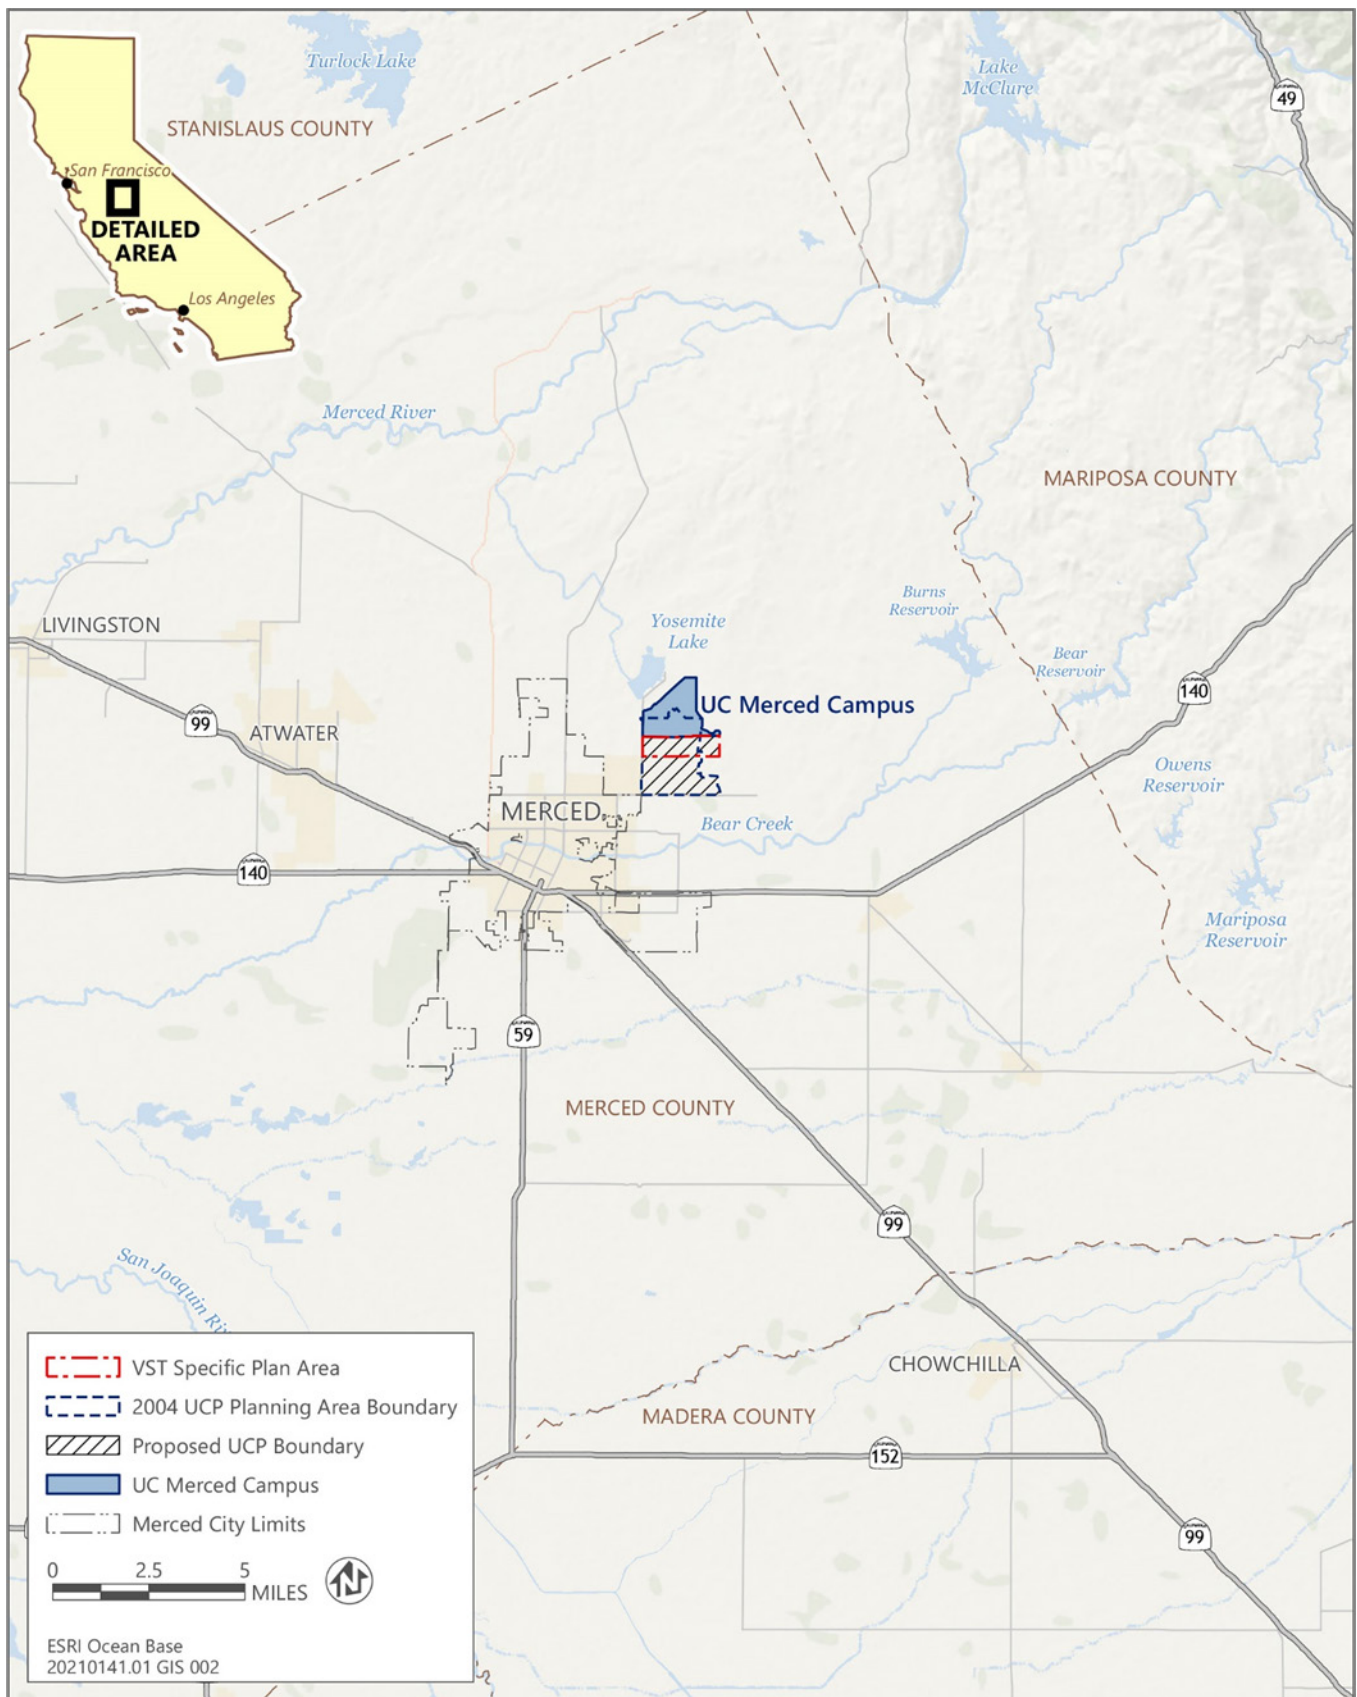 Turlock Lake
Lake
McClure
49
STANISLAUS COUNTY
San Francisco
DETAILED
AREA
Los Angeles
Merced River
MARIPOSA COUNTY
Burns
Reservoir
LIVINGSTON
Yosemite
Lake
Bear
Reservoir
140
UC Merced Campus
99
ATWATER
Owens
Reservoir
MERCED
Bear Creek
140
Mariposa
Reservoir
59
MERCED COUNTY
99
San Joaquin Riv
CHOWCHILLA
MADERA COUNTY
152
99
VST Specific Plan Area
2004 UCP Planning Area Boundary
Proposed UCP Boundary
UC Merced Campus
Merced City Limits
0 2.5 5
MILES
N
ESRI Ocean Base
20210141.01 GIS 002